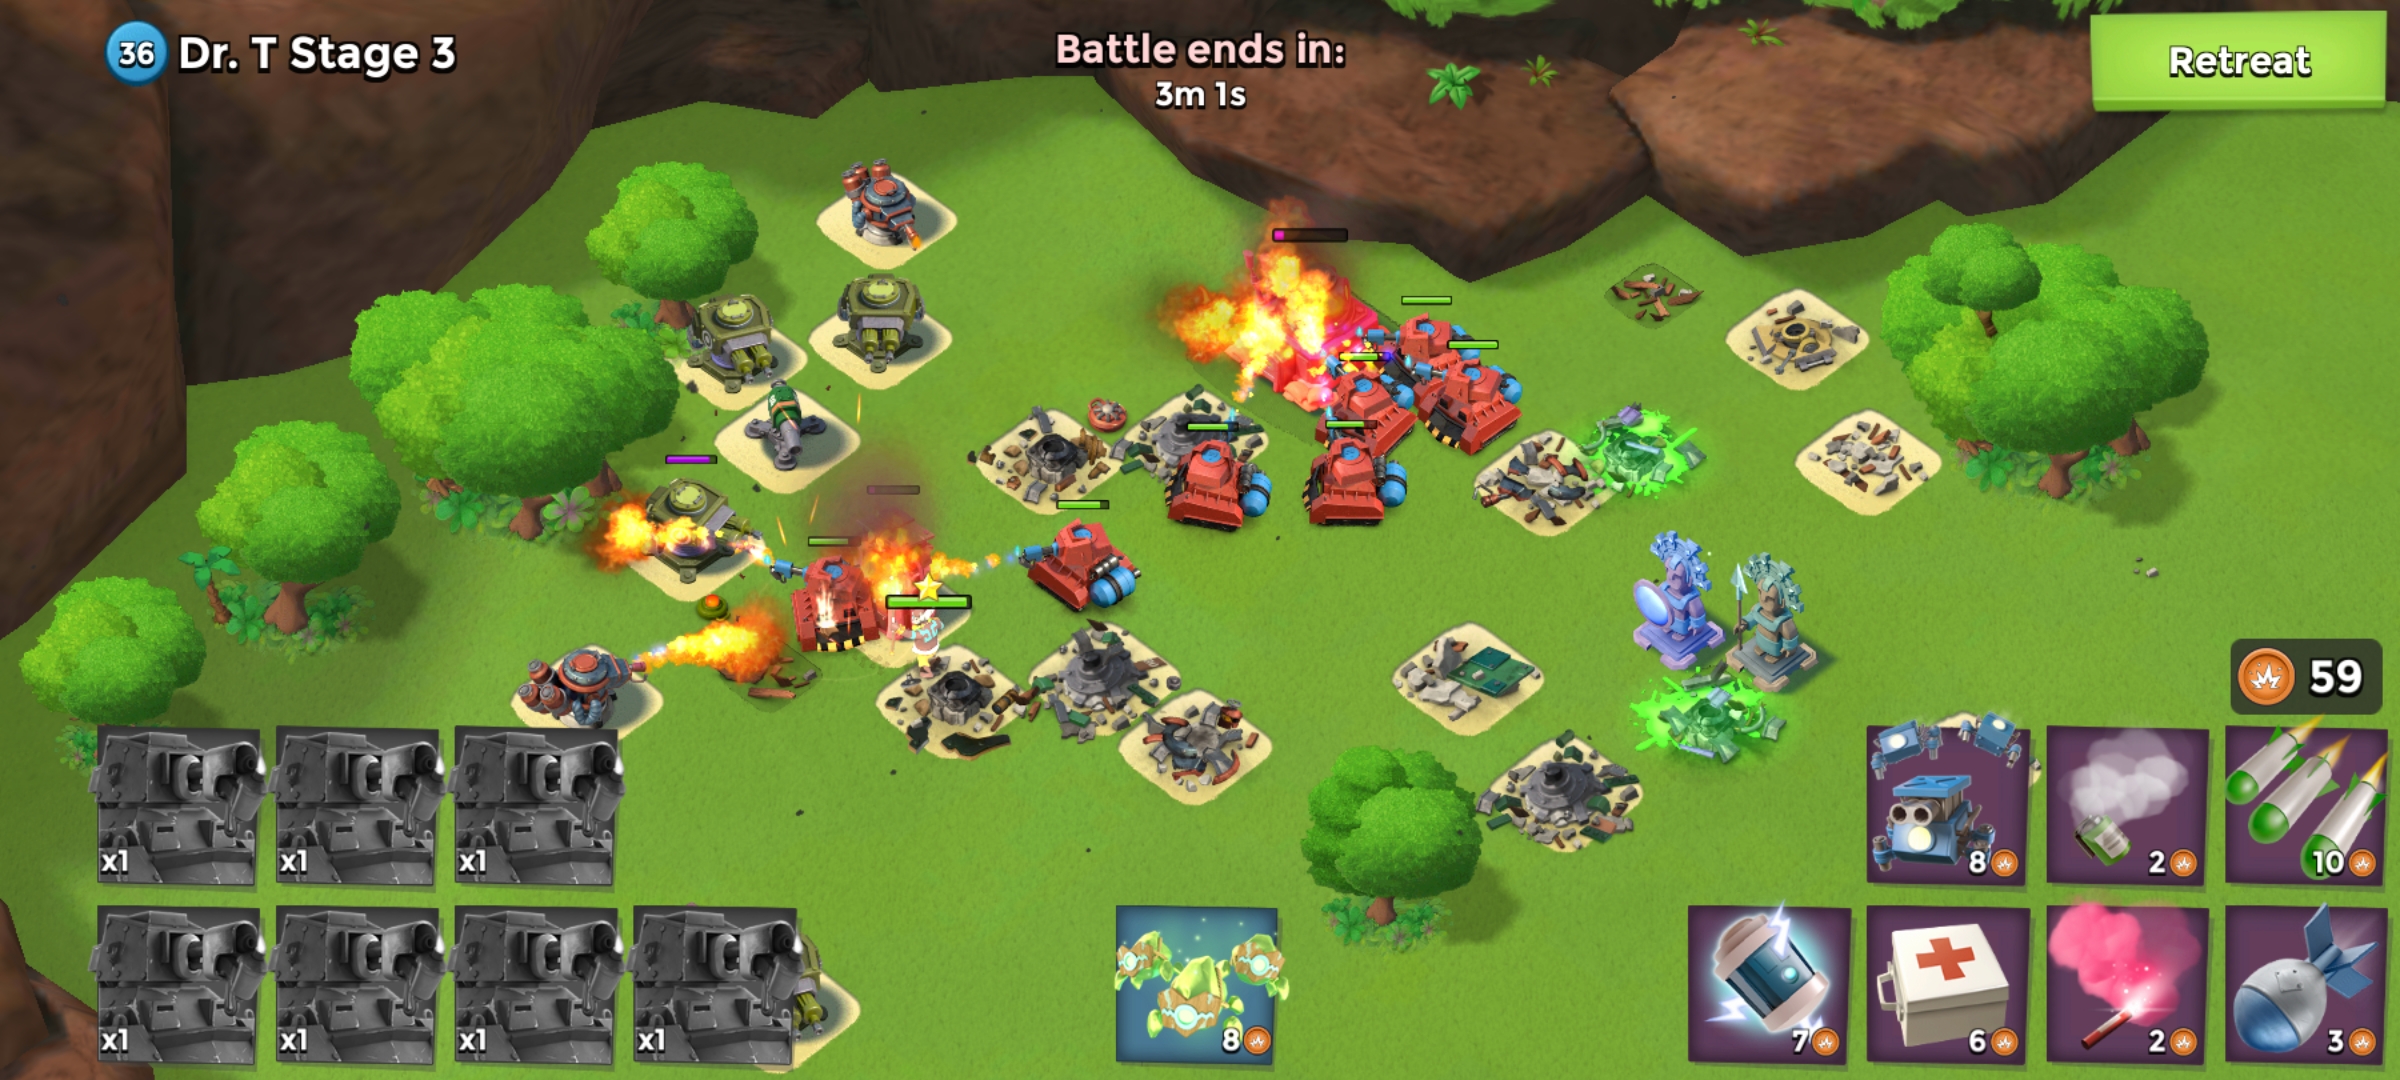 36 Dr. T Stage 3
Battle ends in:
3m 1s
Retreat
59
x1 x1 x1
8 2 10
x1 x1 x1 x1
8
7 6 2 3